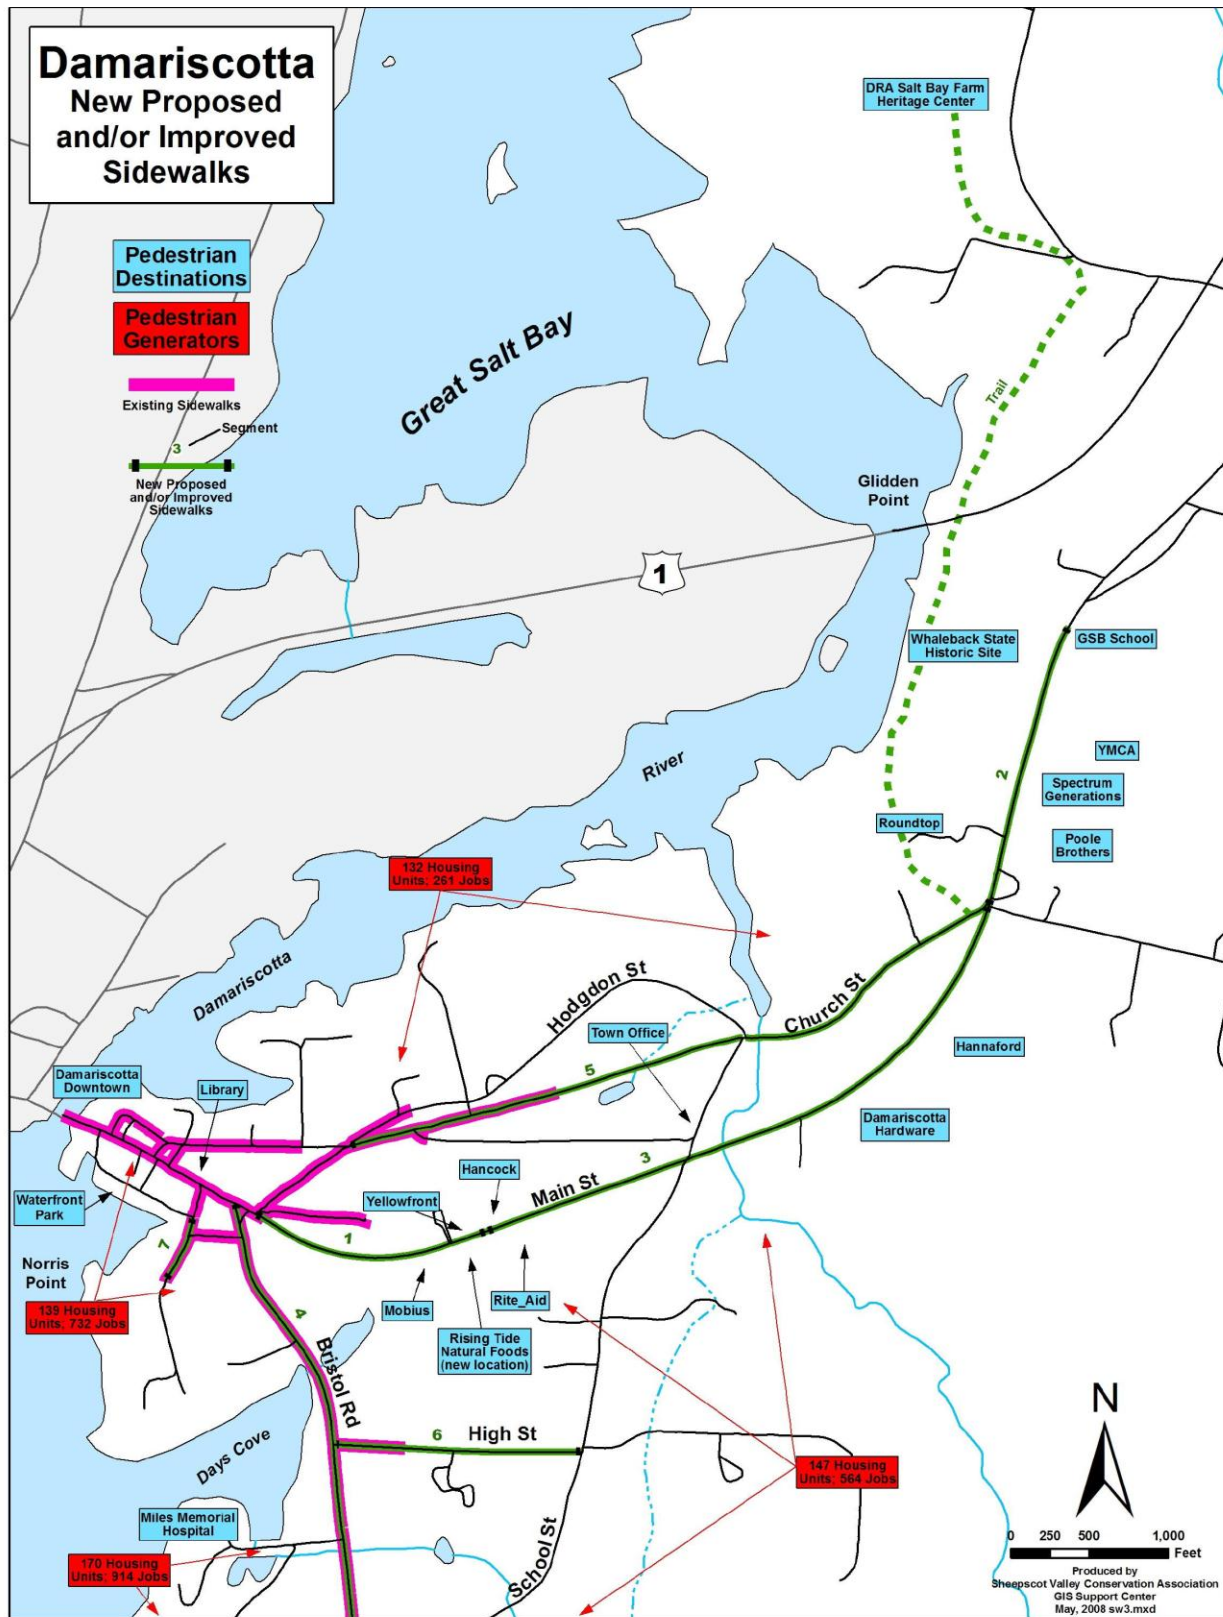 Damariscotta
New Proposed
and/or Improved
Sidewalks
Pedestrian
Destinations
Pedestrian
Generators
Existing Sidewalks
Segment
3
New Proposed
and/or Improved
Sidewalks
DRA Salt Bay Farm
Heritage Center
Great Salt Bay
Trail
Glidden
Point
1
Whaleback State
Historic Site
GSB School
River
YMCA
2
Spectrum
Generations
Roundtop
Poole
Brothers
132 Housing
Units; 261 Jobs
Damariscotta
Hodgdon St
Church St
Town Office
Hannaford
5
Damariscotta
Downtown
Library
Damariscotta
Hardware
3
Hancock
Main St
Yellowfront
Waterfront
Park
1
7
Norris
Point
Mobius
Rite_Aid
139 Housing
Units; 732 Jobs
4
Rising Tide
Natural Foods
(new location)
Bristol Rd
6
High St
Days Cove
147 Housing
Units; 564 Jobs
N
Miles Memorial
Hospital
School St
170 Housing
Units; 914 Jobs
0 250 500 1,000
Feet
Produced by
Sheepscot Valley Conservation Association
GIS Support Center
May, 2008 sw3.mxd